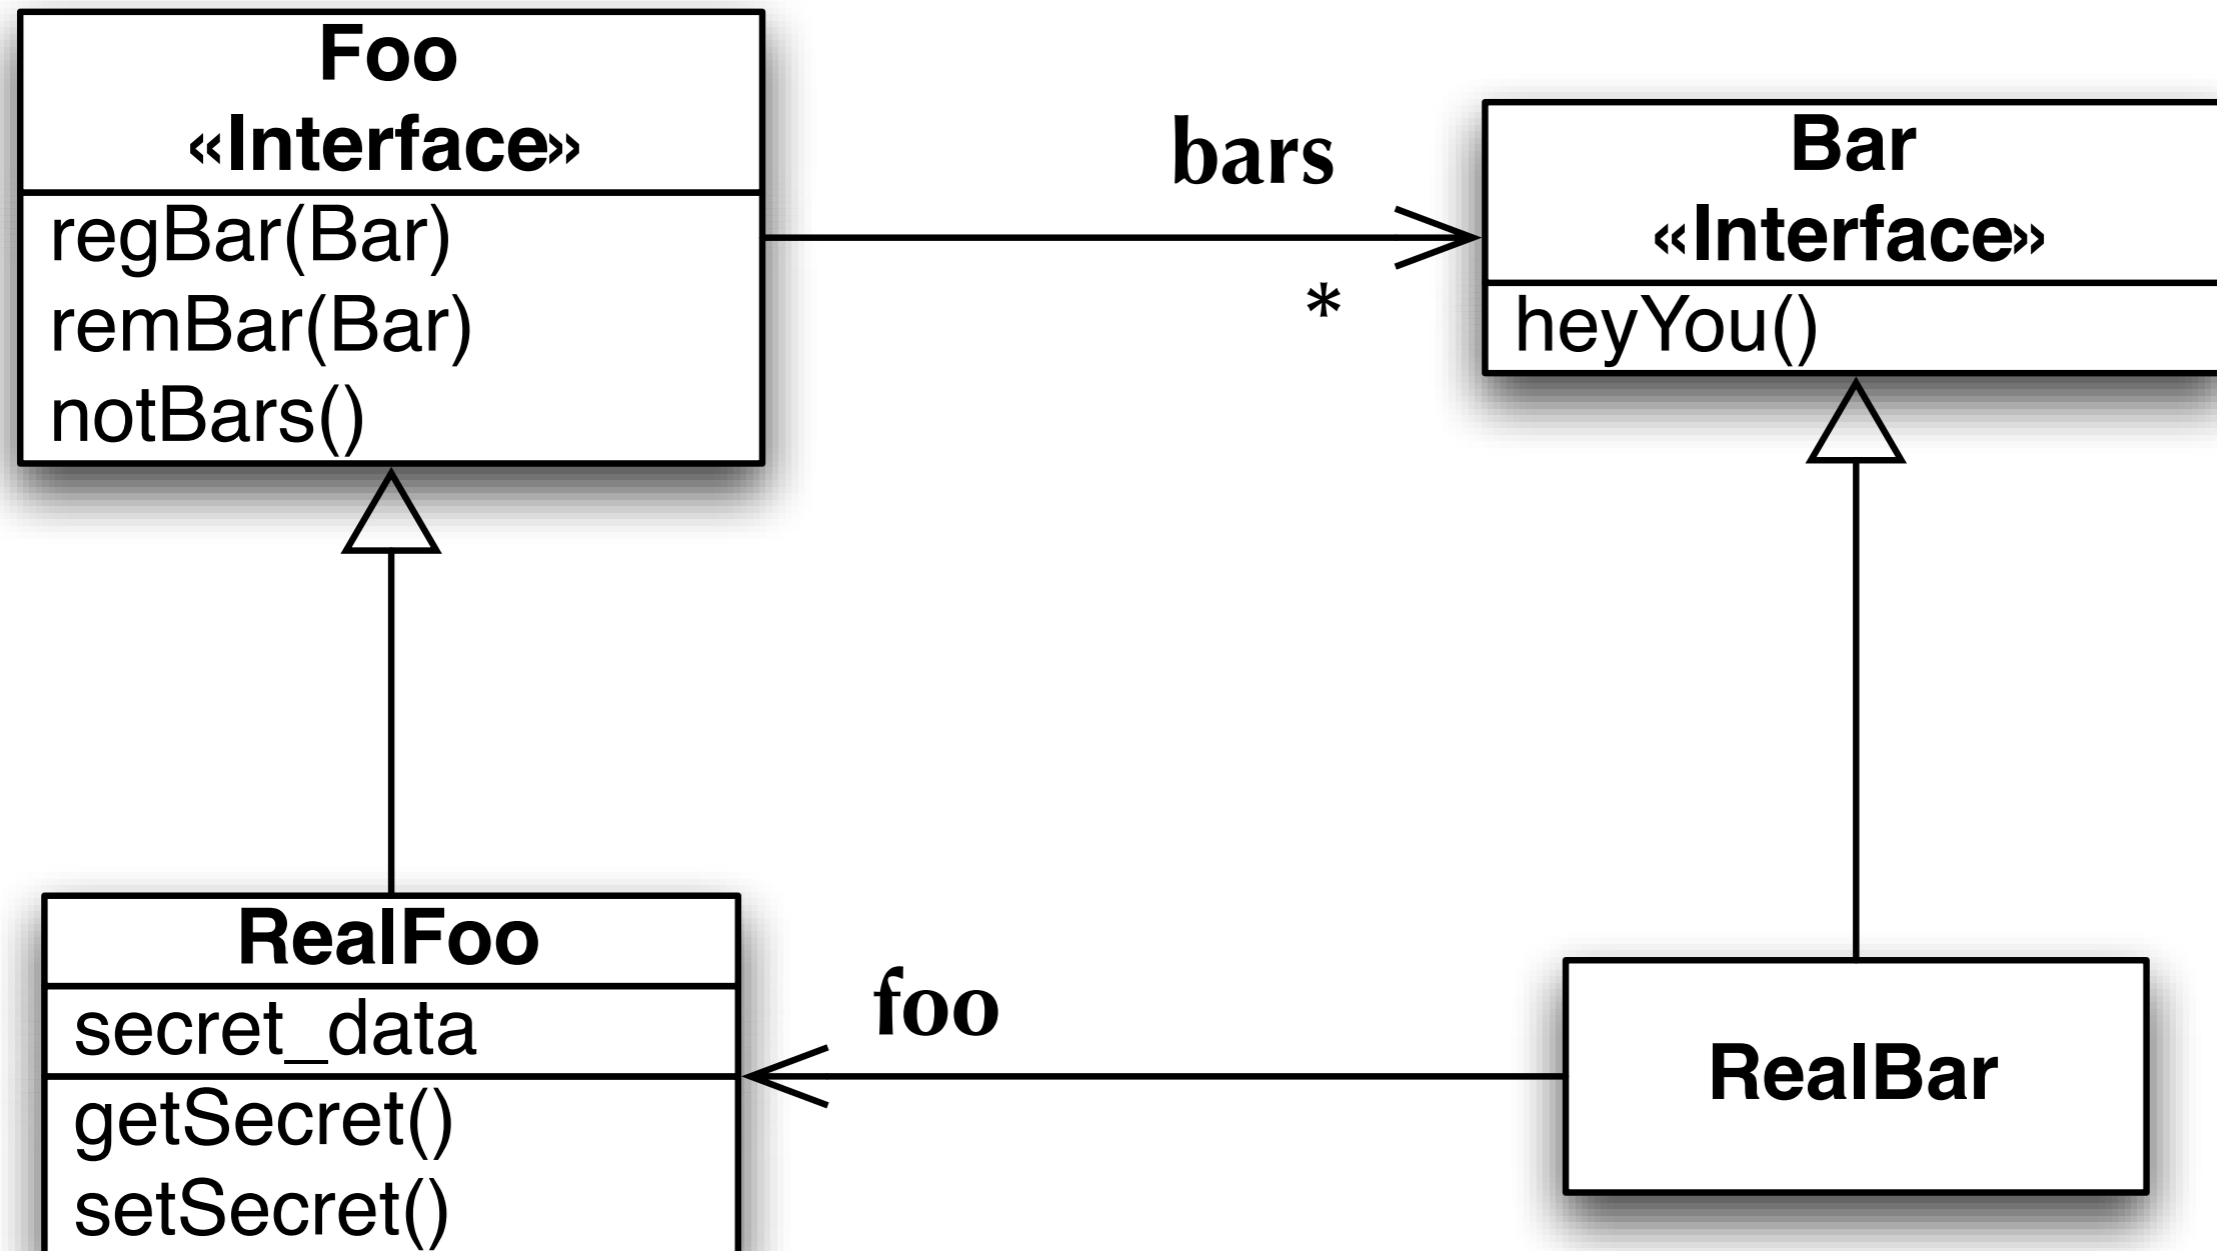 Foo
«Interface»
regBar(Bar)
remBar(Bar)
notBars()
bars
*
Bar
«Interface»
heyYou()
RealFoo
secret_data
getSecret()
setSecret()
foo
RealBar